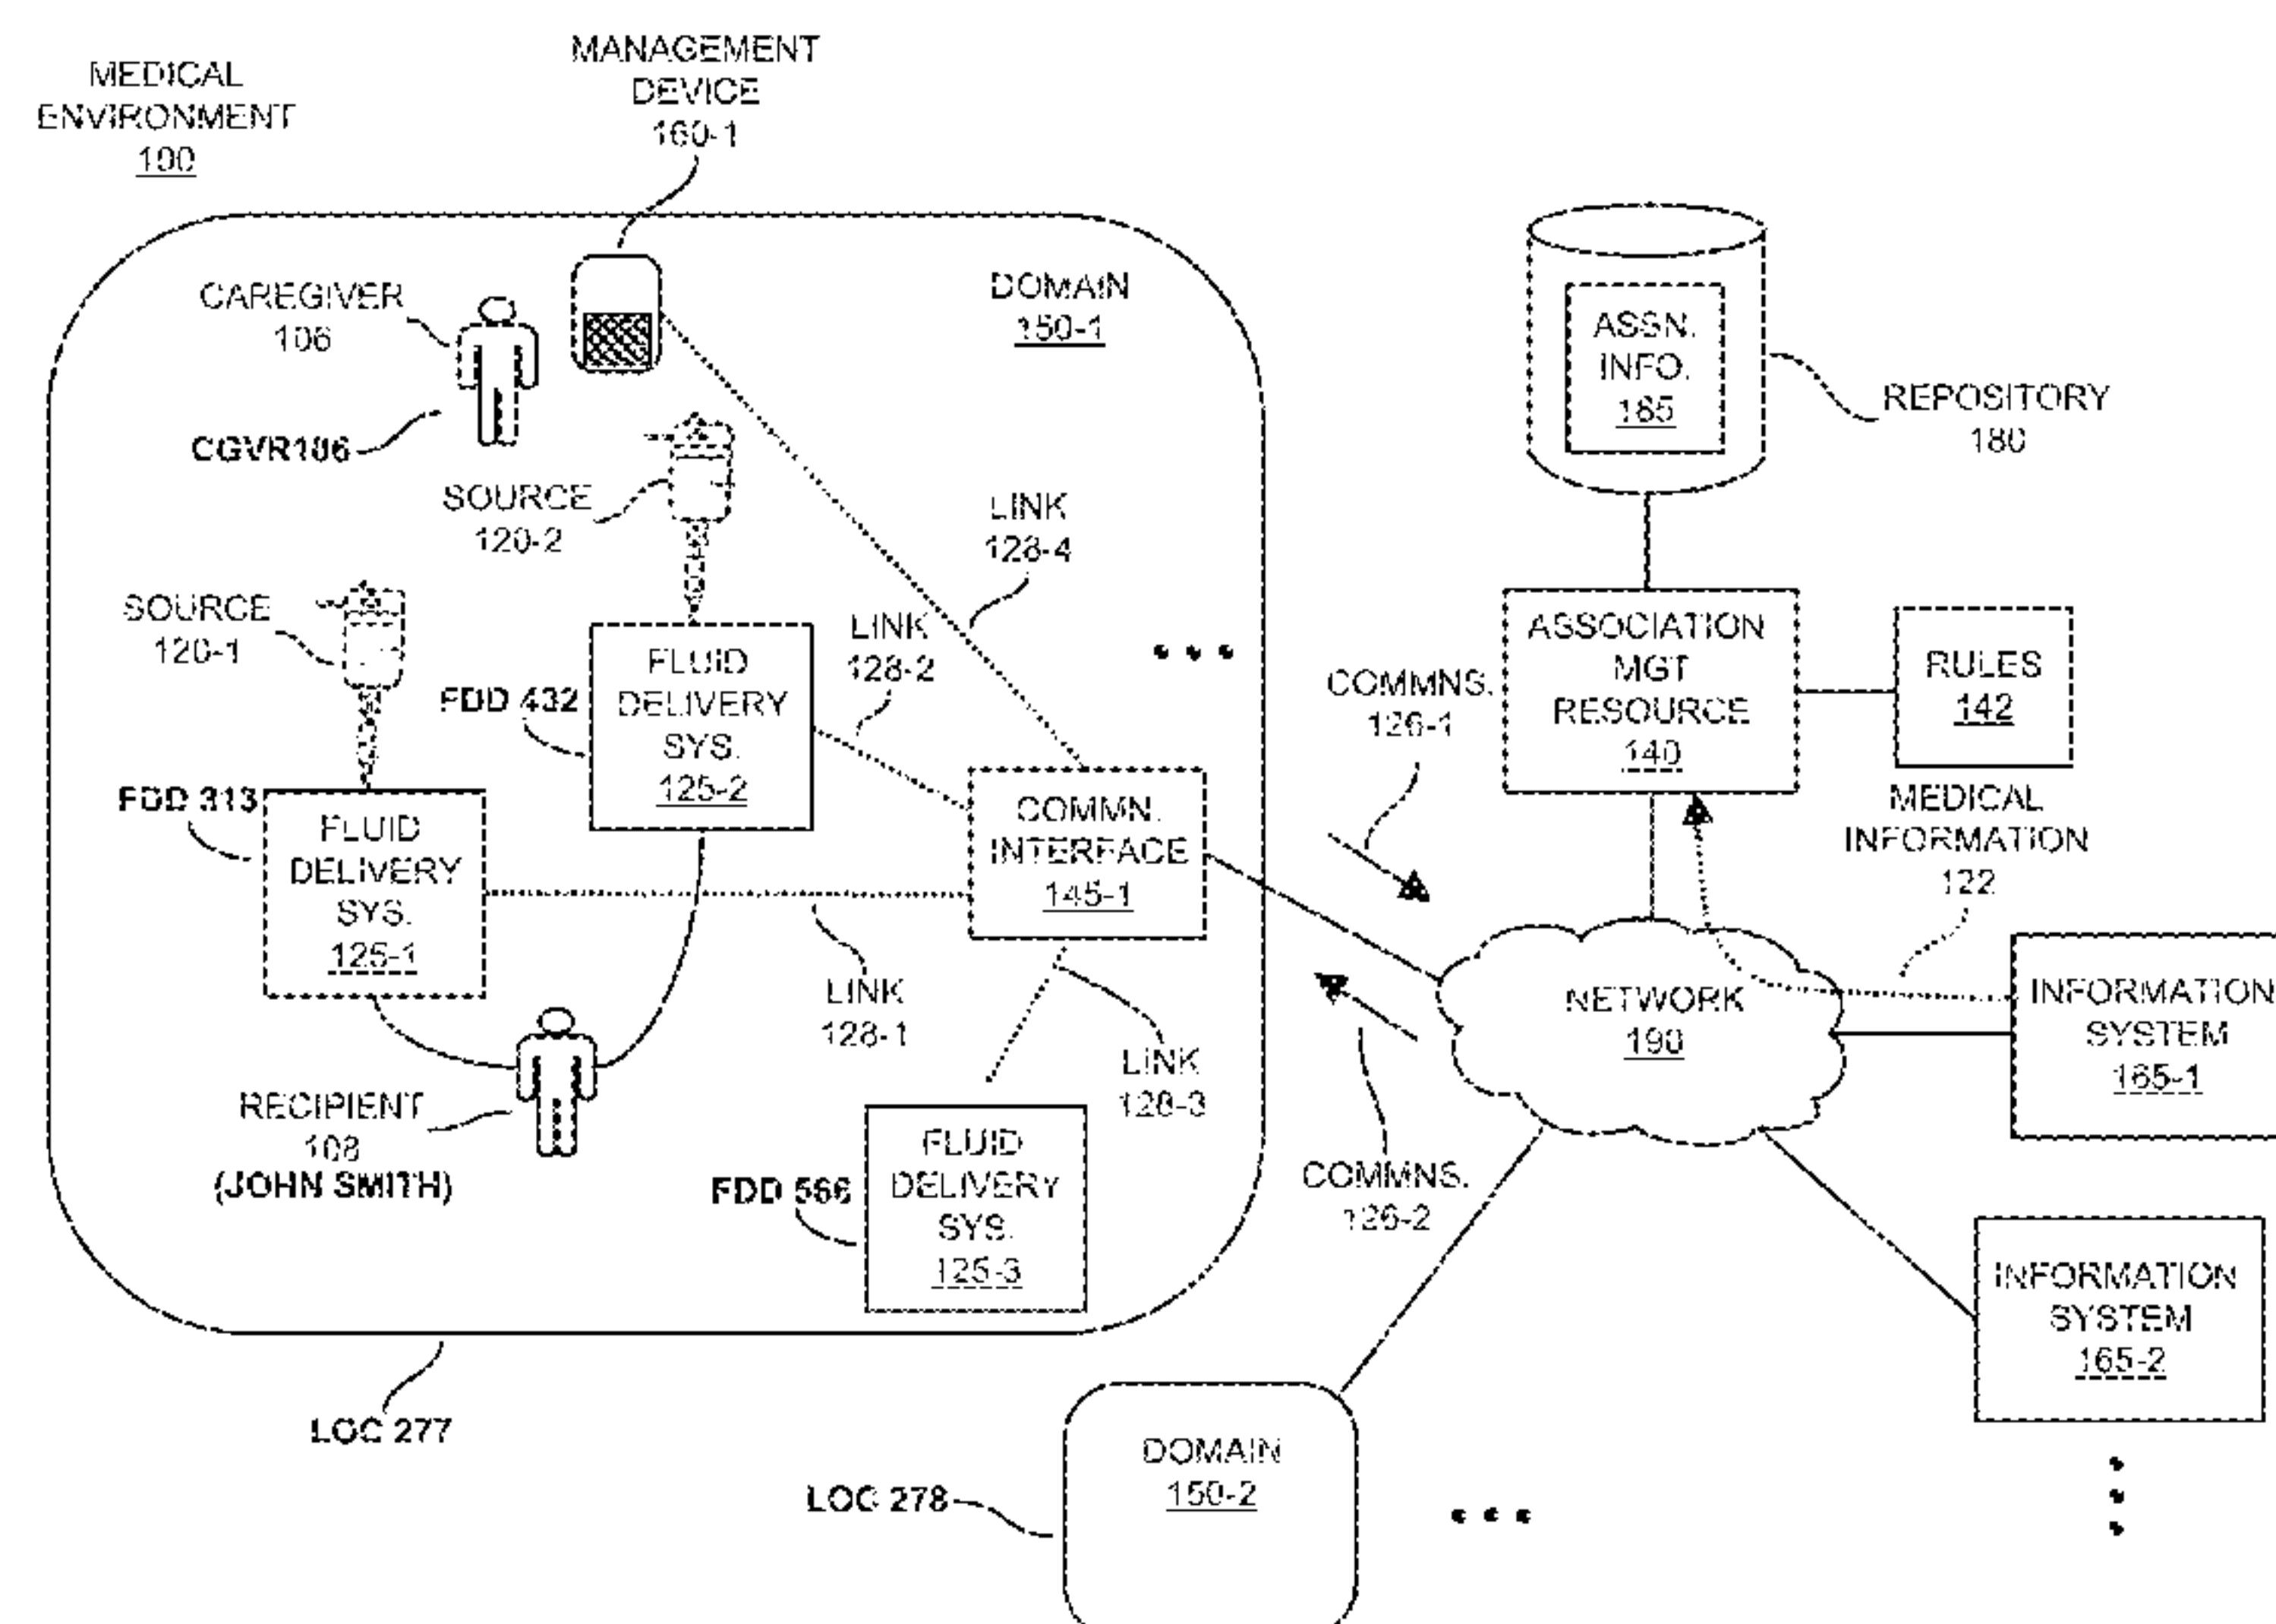 MEDICAL
ENVIRONMENT
100
MANAGEMENT
DEVICE
160-1
CAREGIVER
106
CGVR106
DOMAIN
150-1
SOURCE
120-2
SOURCE
120-1
LINK
128-4
LINK
128-2
FDD 432
FLUID
DELIVERY
SYS.
125-2
FDD 313
FLUID
DELIVERY
SYS.
125-1
COMMN.
INTERFACE
145-1
LINK
128-1
LINK
128-3
RECIPIENT
108
(JOHN SMITH)
FDD 566
FLUID
DELIVERY
SYS.
125-3
LOC 277
ASSN.
INFO.
185
REPOSITORY
180
ASSOCIATION
MGT
RESOURCE
140
RULES
142
COMMNS.
126-1
MEDICAL
INFORMATION
122
NETWORK
190
INFORMATION
SYSTEM
165-1
COMMNS.
126-2
INFORMATION
SYSTEM
165-2
LOC 278
DOMAIN
150-2